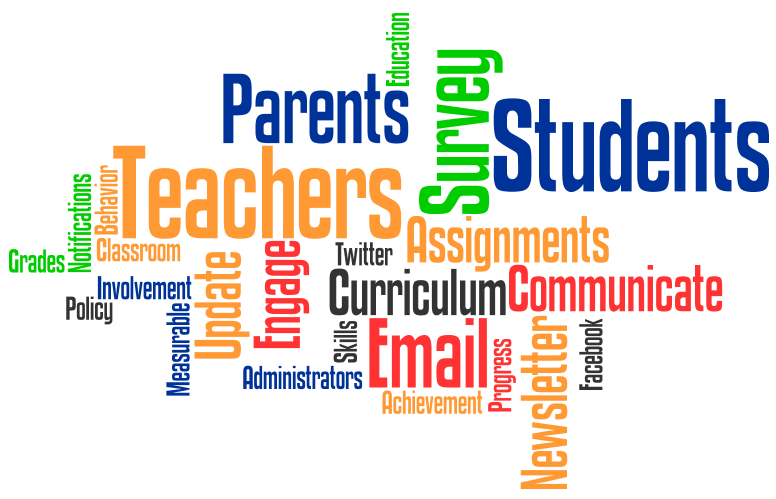 Education
Parents
Survey
Students
Teachers
Behavior
Notifications
Grades
Classroom
Assignments
Twitter
Engage
Update
Involvement
Policy
Measurable
Curriculum
Communicate
Skills
Email
Administrators
Achievement
Progress
Newsletter
Facebook